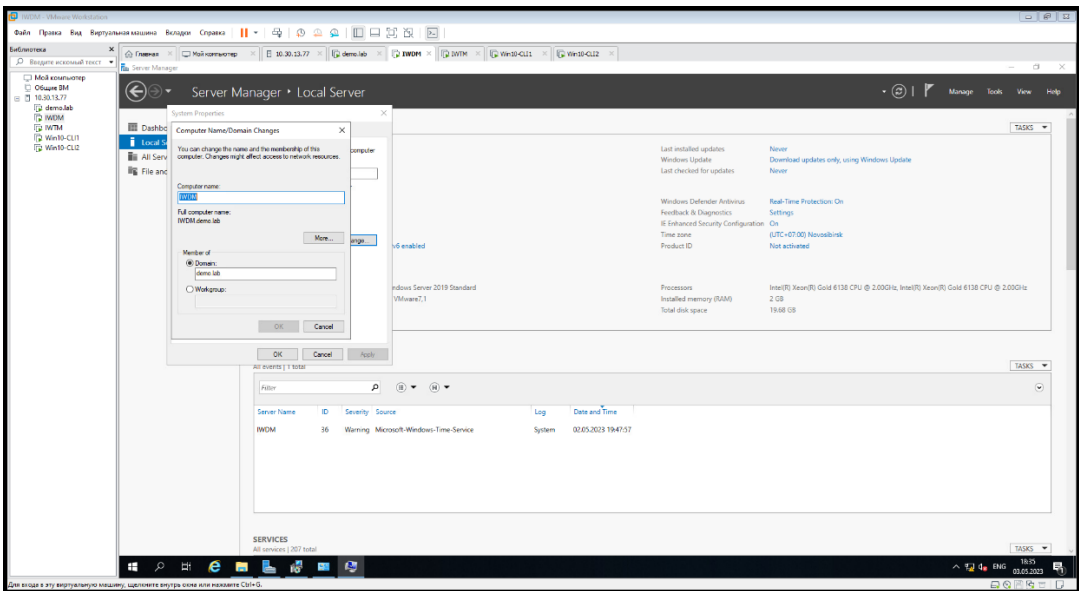 IWDM - VMware Workstation
Файл Правка Вид Виртуальная машина Вкладки Справка
Библиотека
Введите искомый текст
Мой компьютер
Общие ВМ
10.30.13.77
demo.lab
IWDM
IWTM
Win10-CLI1
Win10-CLI2
Главная Мой компьютер 10.30.13.77 demo.lab IWDM IWTM Win10-CLI1 Win10-CLI2
Server Manager
Server Manager • Local Server
Manage Tools View Help
Dashbo
Local Se
All Serv
File and
System Properties
Computer Name/Domain Changes
You can change the name and the membership of this
computer. Changes might affect access to network resources.
Computer name:
IWDM
Full computer name:
IWDM.demo.lab
More...
Member of
Domain:
demo.lab
Workgroup:
OK Cancel
computer
ange...
OK Cancel Apply
v6 enabled
ndows Server 2019 Standard
VMware7,1
TASKS
Last installed updates Never
Windows Update Download updates only, using Windows Update
Last checked for updates Never
Windows Defender Antivirus Real-Time Protection: On
Feedback & Diagnostics Settings
IE Enhanced Security Configuration On
Time zone (UTC+07:00) Novosibirsk
Product ID Not activated
Processors Intel(R) Xeon(R) Gold 6138 CPU @ 2.00GHz, Intel(R) Xeon(R) Gold 6138 CPU @ 2.00GHz
Installed memory (RAM) 2 GB
Total disk space 19.68 GB
All events | 1 total
TASKS
Filter
Server Name ID Severity Source Log Date and Time
IWDM 36 Warning Microsoft-Windows-Time-Service System 02.05.2023 19:47:57
SERVICES
All services | 207 total
TASKS
ENG
18:35
03.05.2023
Для входа в эту виртуальную машину, щелкните внутрь окна или нажмите Ctrl+G.